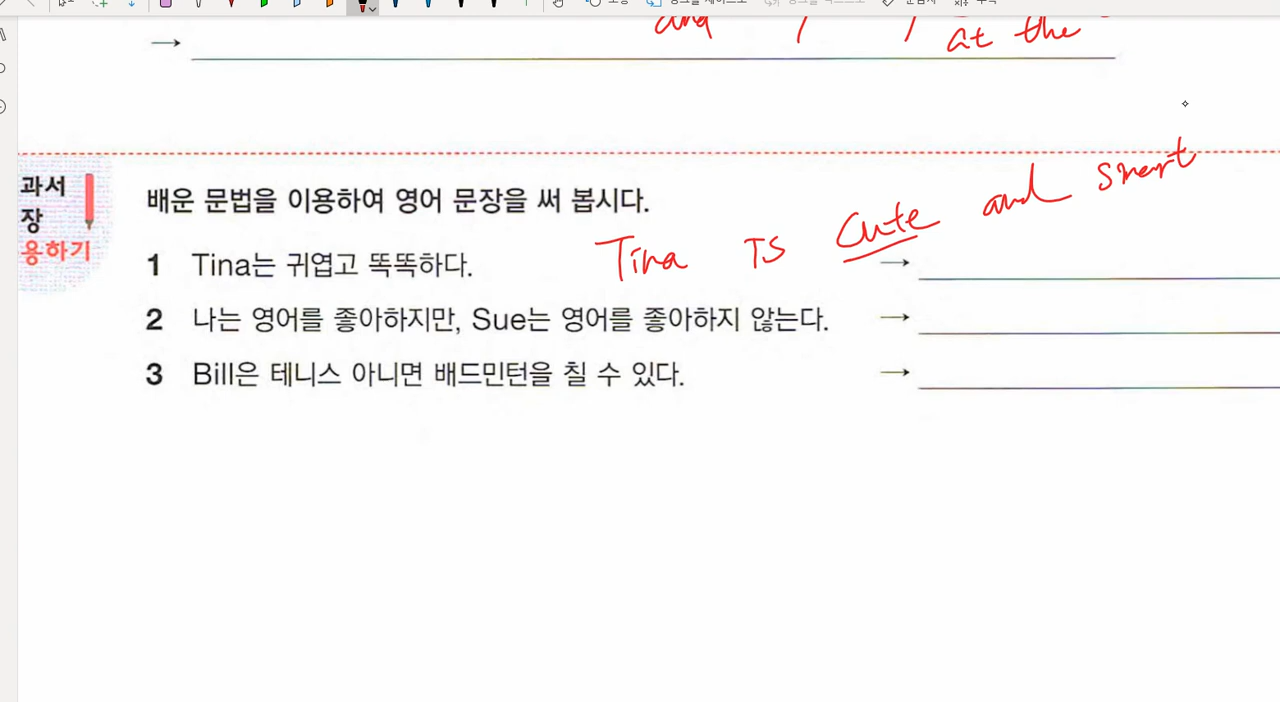 and
at the
→
과서
장
용하기
배운 문법을 이용하여 영어 문장을 써 봅시다.
Tina is cute and smart
1 Tina는 귀엽고 똑똑하다. →
2 나는 영어를 좋아하지만, Sue는 영어를 좋아하지 않는다. →
3 Bill은 테니스 아니면 배드민턴을 칠 수 있다. →